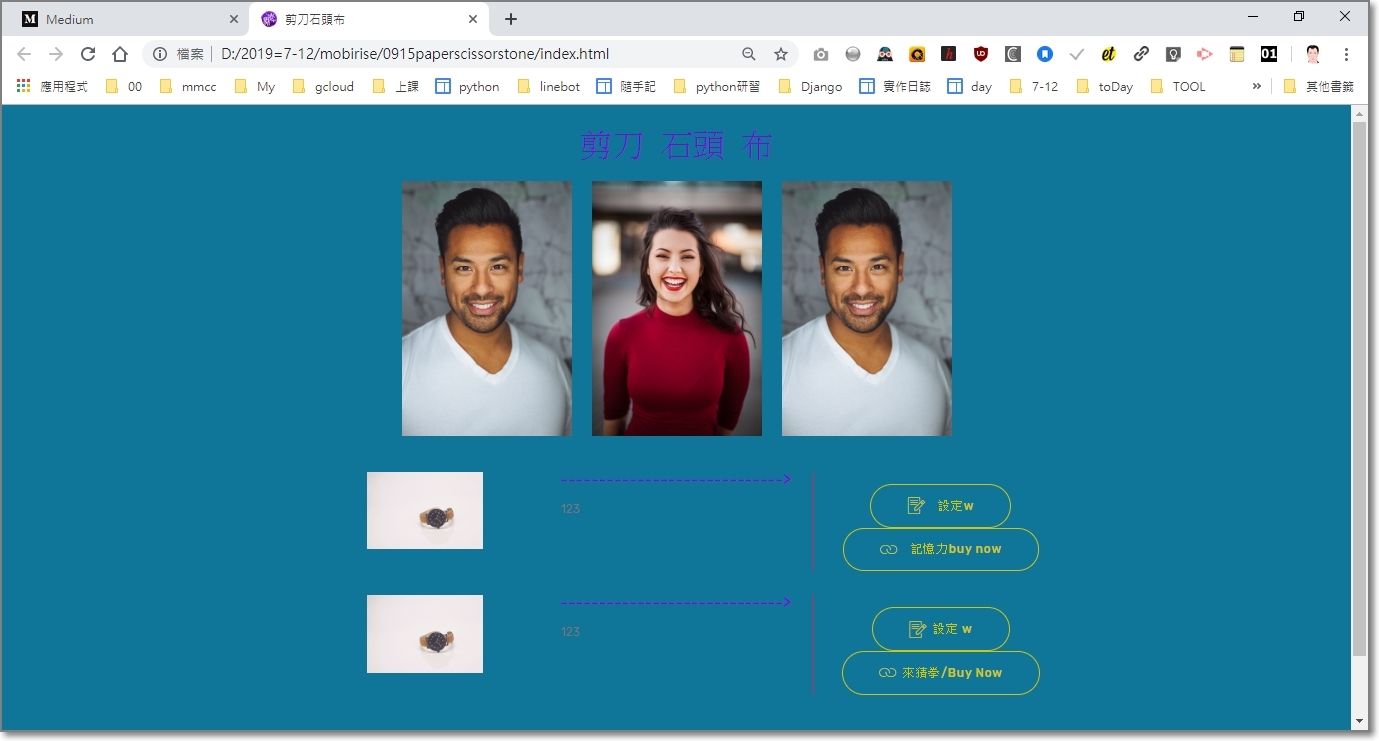 Medium
剪刀石頭布
檔案 D:/2019=7-12/mobirise/0915paperscissorstone/index.html
應用程式 00 mmcc My gcloud 上課 python linebot 隨手記 python研習 Django 實作日誌 day 7-12 toDay TOOL » 其他書籤
剪刀 石頭 布
------------------------------>
123
設定w
記憶力buy now
------------------------------>
123
設定 w
來猜拳/Buy Now